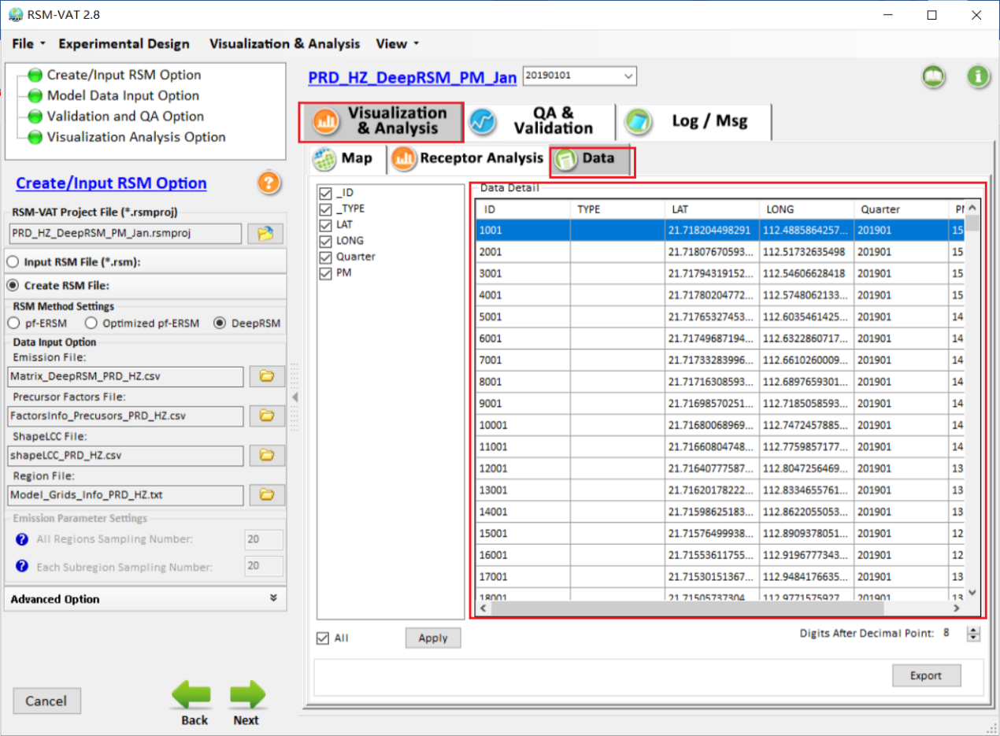 RSM-VAT 2.8
File Experimental Design Visualization & Analysis View
Create/Input RSM Option
Model Data Input Option
Validation and QA Option
Visualization Analysis Option
Create/Input RSM Option
RSM-VAT Project File (*.rsmproj)
PRD_HZ_DeepRSM_PM_Jan.rsmproj
Input RSM File (*.rsm):
Create RSM File:
RSM Method Settings
pf-ERSM Optimized pf-ERSM DeepRSM
Data Input Option
Emission File:
Matrix_DeepRSM_PRD_HZ.csv
Precursor Factors File:
FactorsInfo_Precusors_PRD_HZ.csv
ShapeLCC File:
shapeLCC_PRD_HZ.csv
Region File:
Model_Grids_Info_PRD_HZ.txt
Emission Parameter Settings
All Regions Sampling Number: 20
Each Subregion Sampling Number: 20
Advanced Option
Cancel
Back
Next
PRD_HZ_DeepRSM_PM_Jan 20190101
Visualization & Analysis
QA & Validation
Log / Msg
Map Receptor Analysis Data
_ID
_TYPE
LAT
LONG
Quarter
PM
All Apply
Data Detail
ID TYPE LAT LONG Quarter PM
1001 21.718204498291 112.4885864257... 201901 15
2001 21.71807670593... 112.51732635498 201901 15
3001 21.71794319152... 112.54606628418 201901 15
4001 21.71780204772... 112.5748062133... 201901 15
5001 21.71765327453... 112.6035461425... 201901 14
6001 21.71749687194... 112.6322860717... 201901 14
7001 21.71733283996... 112.6610260009... 201901 14
8001 21.71716308593... 112.6897659301... 201901 14
9001 21.71698570251... 112.7185058593... 201901 14
10001 21.71680068969... 112.7472457885... 201901 14
11001 21.71660804748... 112.7759857177... 201901 14
12001 21.71640777587... 112.8047256469... 201901 13
13001 21.71620178222... 112.8334655761... 201901 13
14001 21.71598625183... 112.8622055053... 201901 13
15001 21.71576499938... 112.8909378051... 201901 12
16001 21.71553611755... 112.9196777343... 201901 12
17001 21.71530151367... 112.9484176635... 201901 13
18001 21.71505737304 112.9771575927 201901 13
Digits After Decimal Point: 8
Export